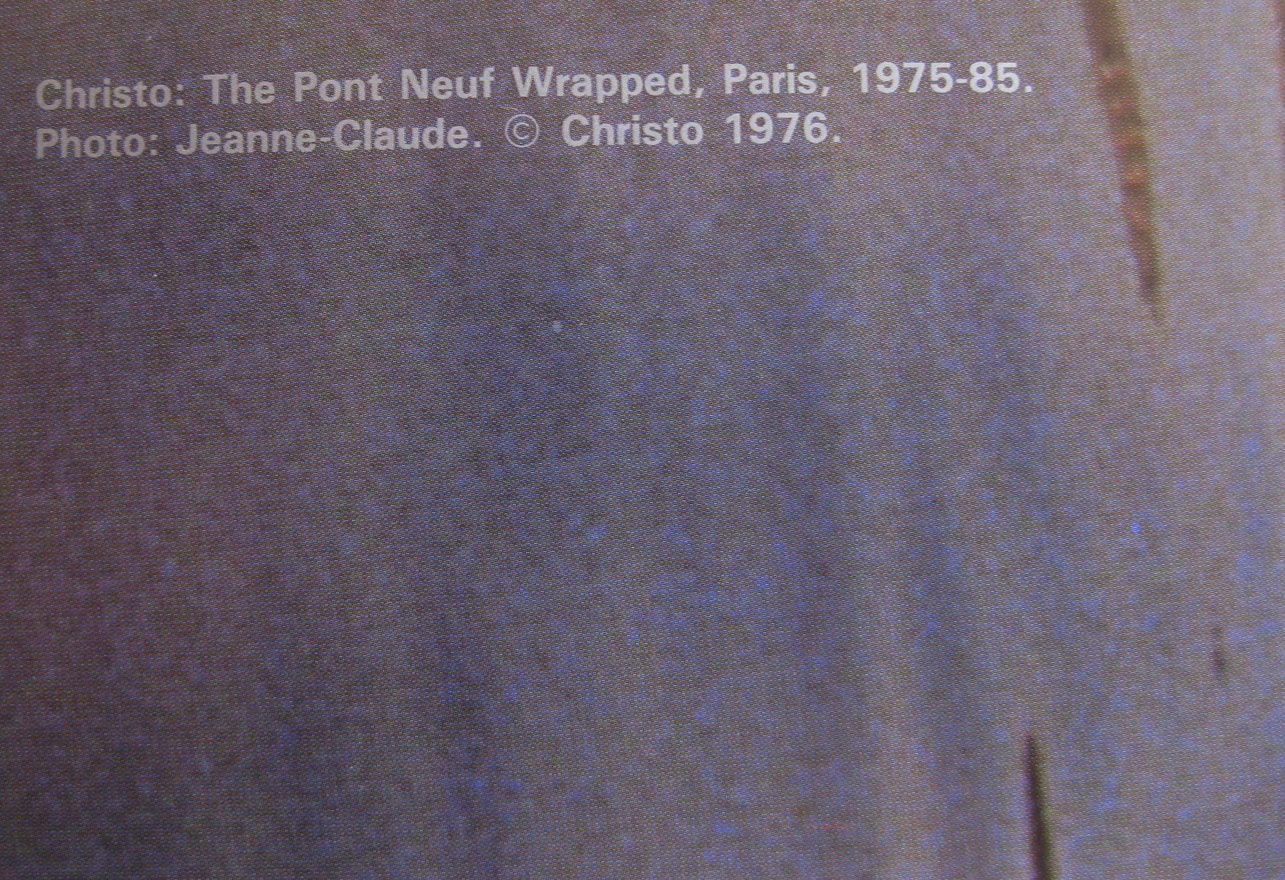 Christo: The Pont Neuf Wrapped, Paris, 1975-85.
Photo: Jeanne-Claude. © Christo 1976.